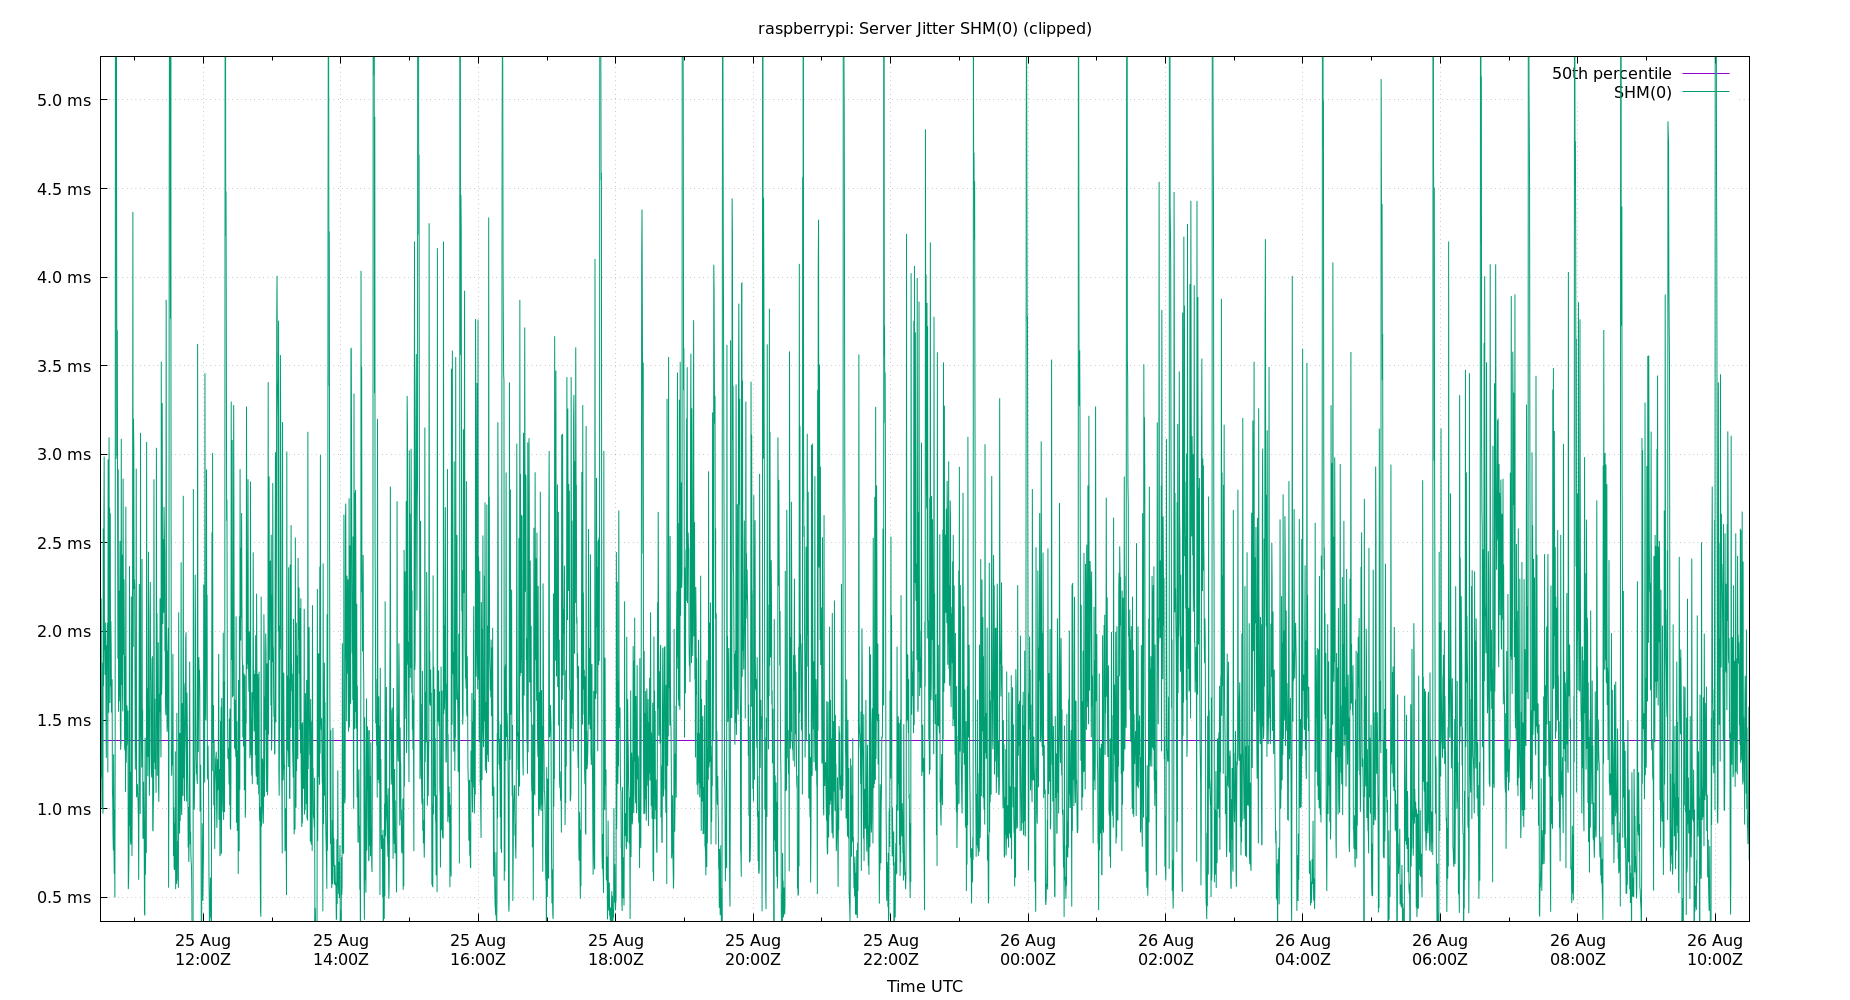 raspberrypi: Server Jitter SHM(0) (clipped)
50th percentile
SHM(0)
5.0 ms
4.5 ms
4.0 ms
3.5 ms
3.0 ms
2.5 ms
2.0 ms
1.5 ms
1.0 ms
0.5 ms
25 Aug 25 Aug 25 Aug 25 Aug 25 Aug 25 Aug 26 Aug 26 Aug 26 Aug 26 Aug 26 Aug 26 Aug
12:00Z 14:00Z 16:00Z 18:00Z 20:00Z 22:00Z 00:00Z 02:00Z 04:00Z 06:00Z 08:00Z 10:00Z
Time UTC